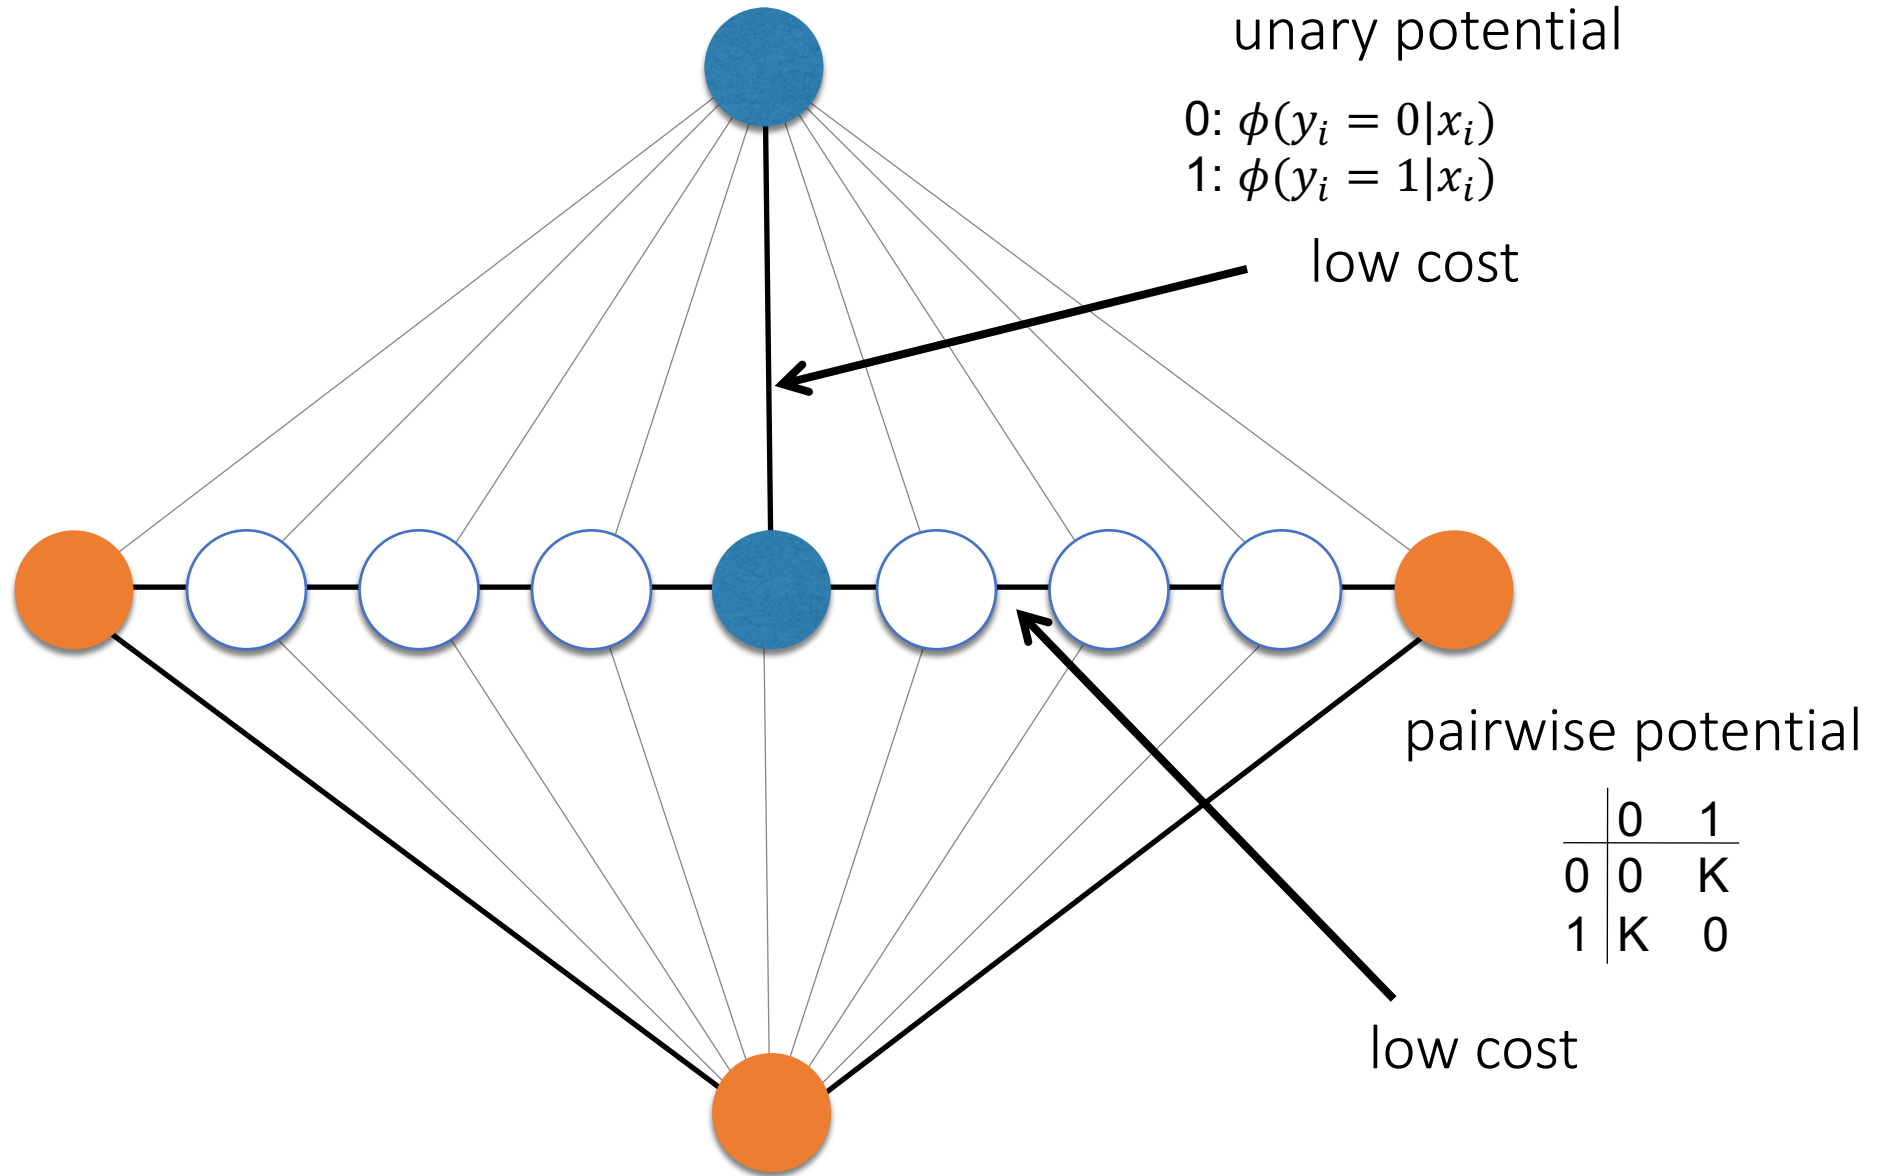 unary potential
0: ϕ(yᵢ = 0|xᵢ)
1: ϕ(yᵢ = 1|xᵢ)
low cost
pairwise potential
0 1
0 0 K
1 K 0
low cost